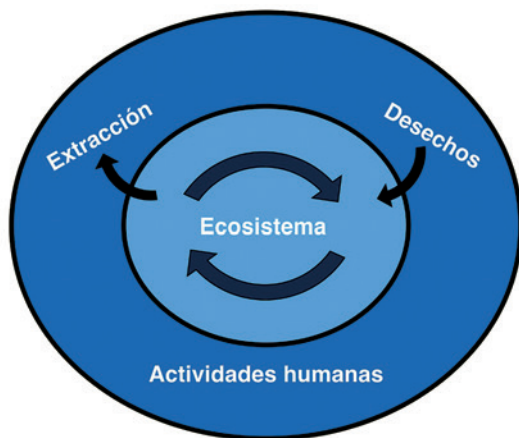 Extracción
Desechos
Ecosistema
Actividades humanas